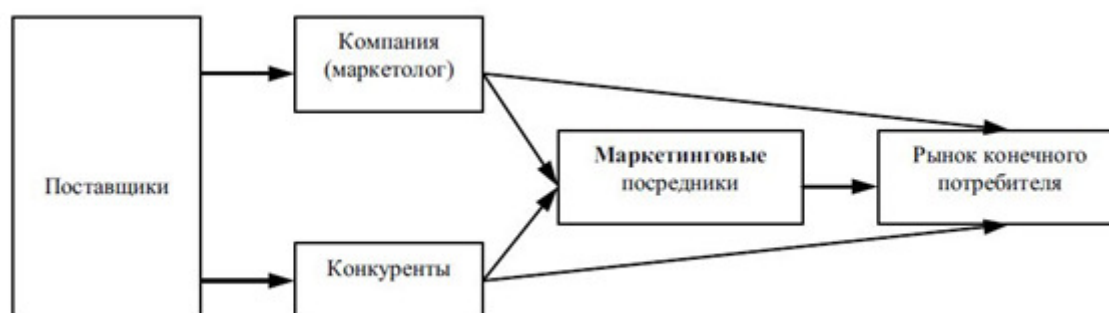 Поставщики
Компания
(маркетолог)
Конкуренты
Маркетинговые
посредники
Рынок конечного
потребителя